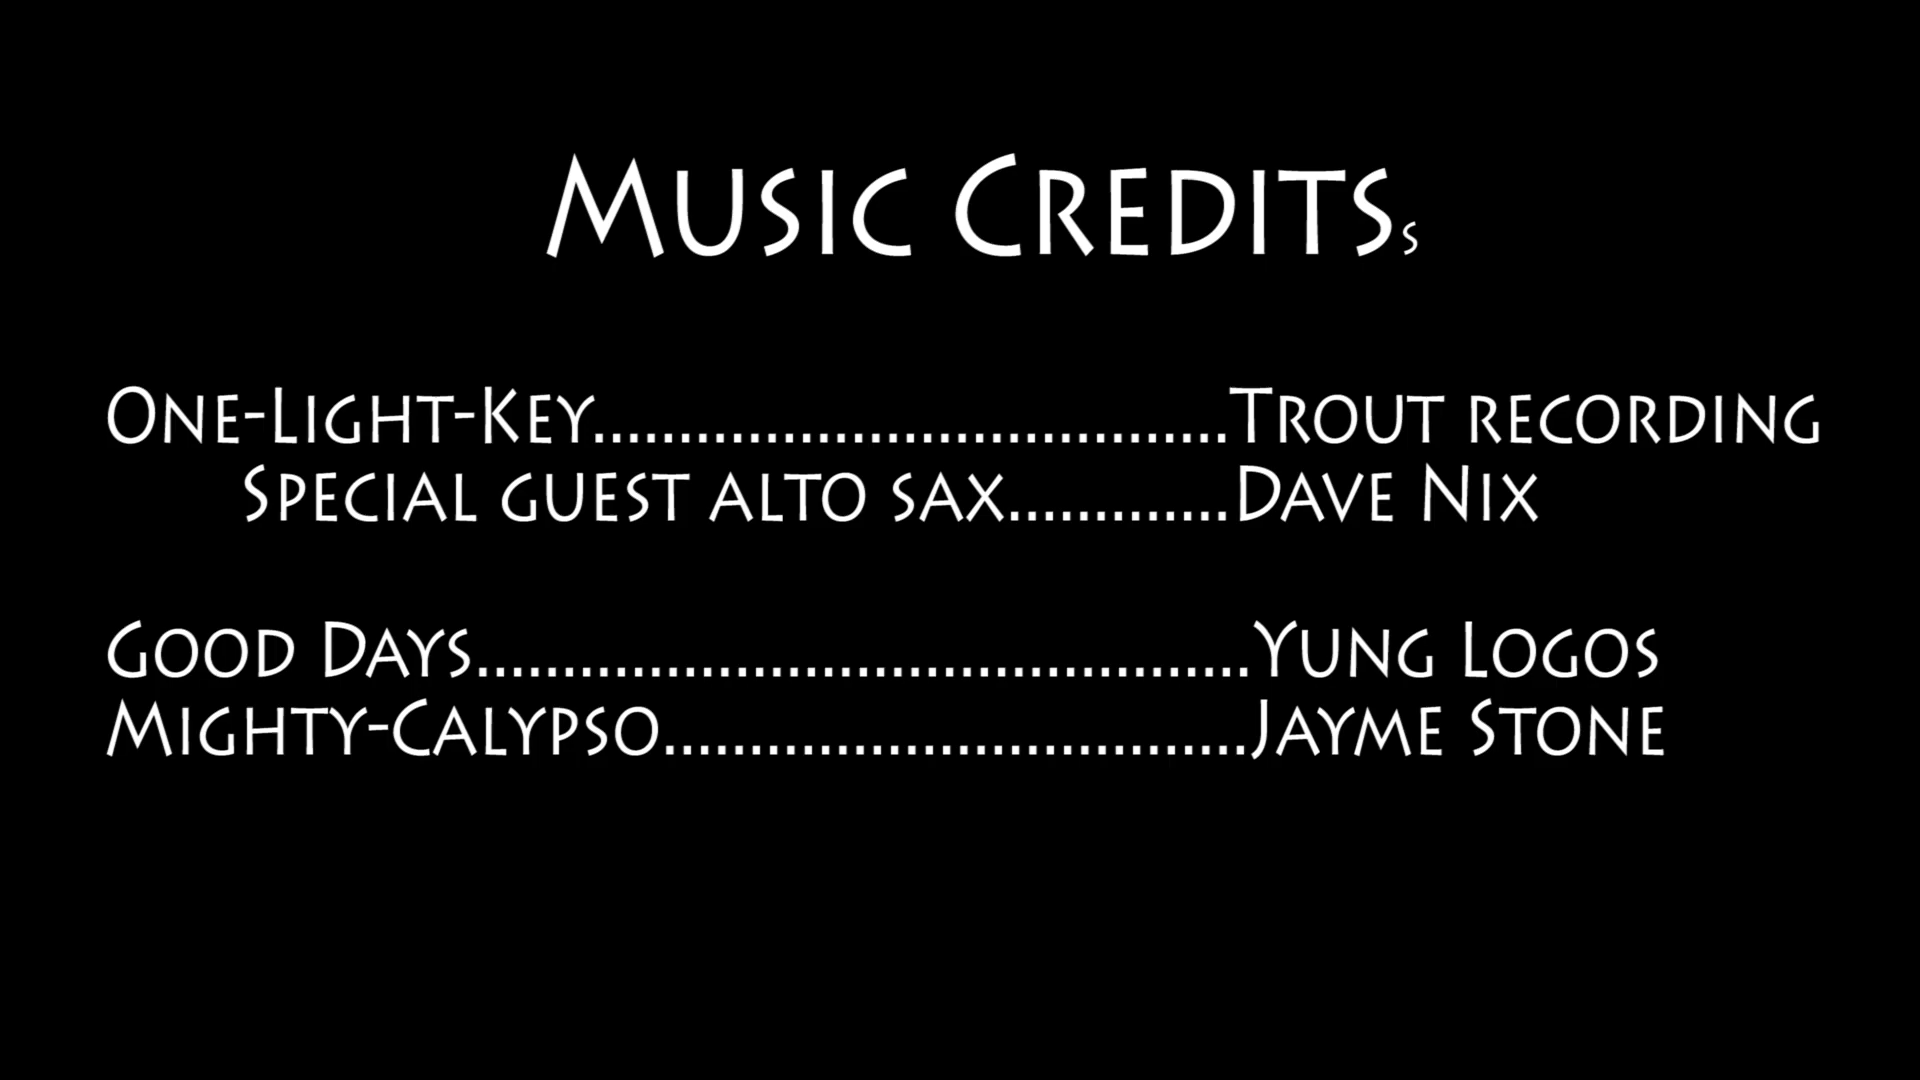 Music Creditss
One-Light-Key.....................................Trout recording
Special guest alto sax.............Dave Nix
Good Days.............................................Yung Logos
Mighty-Calypso..................................Jayme Stone